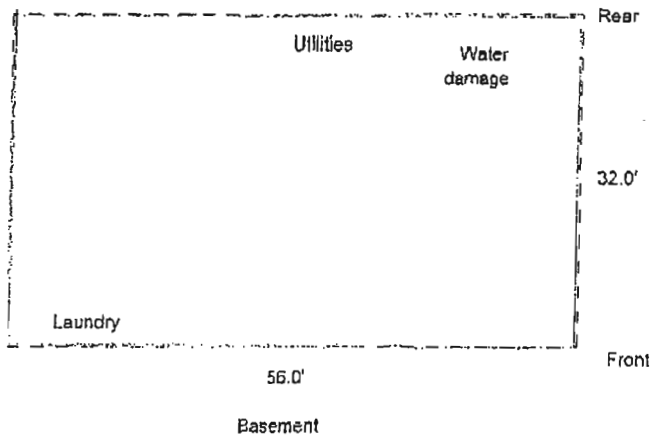 Rear
Utilities
Water
damage
32.0'
Laundry
Front
56.0'
Basement